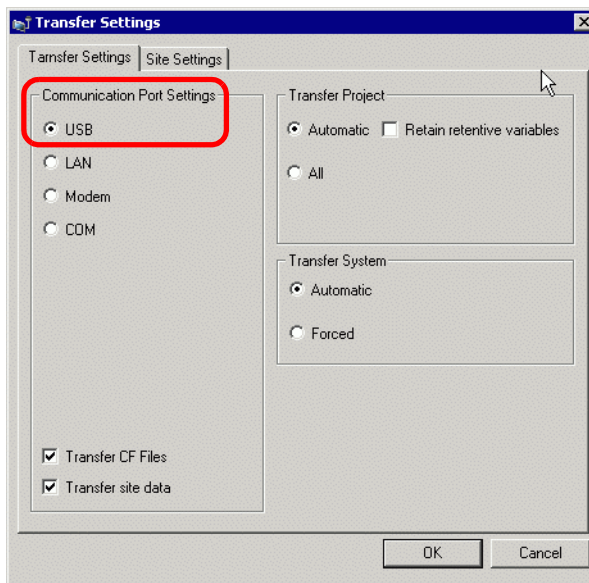 Transfer Settings
Tarnsfer Settings
Site Settings
Communication Port Settings
USB
LAN
Modem
COM
Transfer CF Files
Transfer site data
Transfer Project
Automatic
Retain retentive variables
All
Transfer System
Automatic
Forced
OK
Cancel